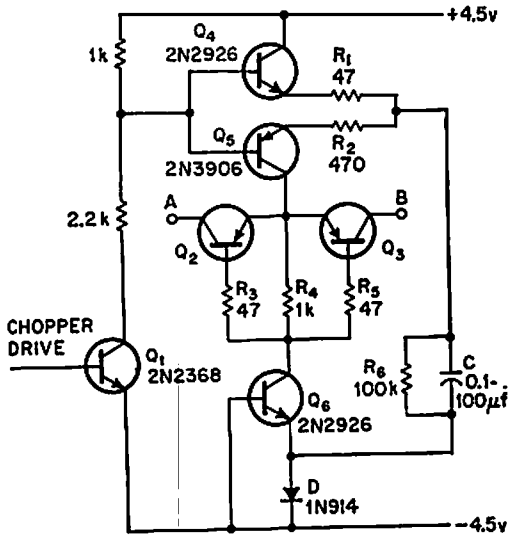 +4.5v
Q4
2N2926
1k
R1
47
Q5
2N3906
R2
470
A
B
2.2k
Q2
Q3
R3
47
R4
1k
R5
47
CHOPPER
DRIVE
Q1
2N2368
Q6
2N2926
R6
100k
C
0.1-
100μf
D
1N914
-4.5v